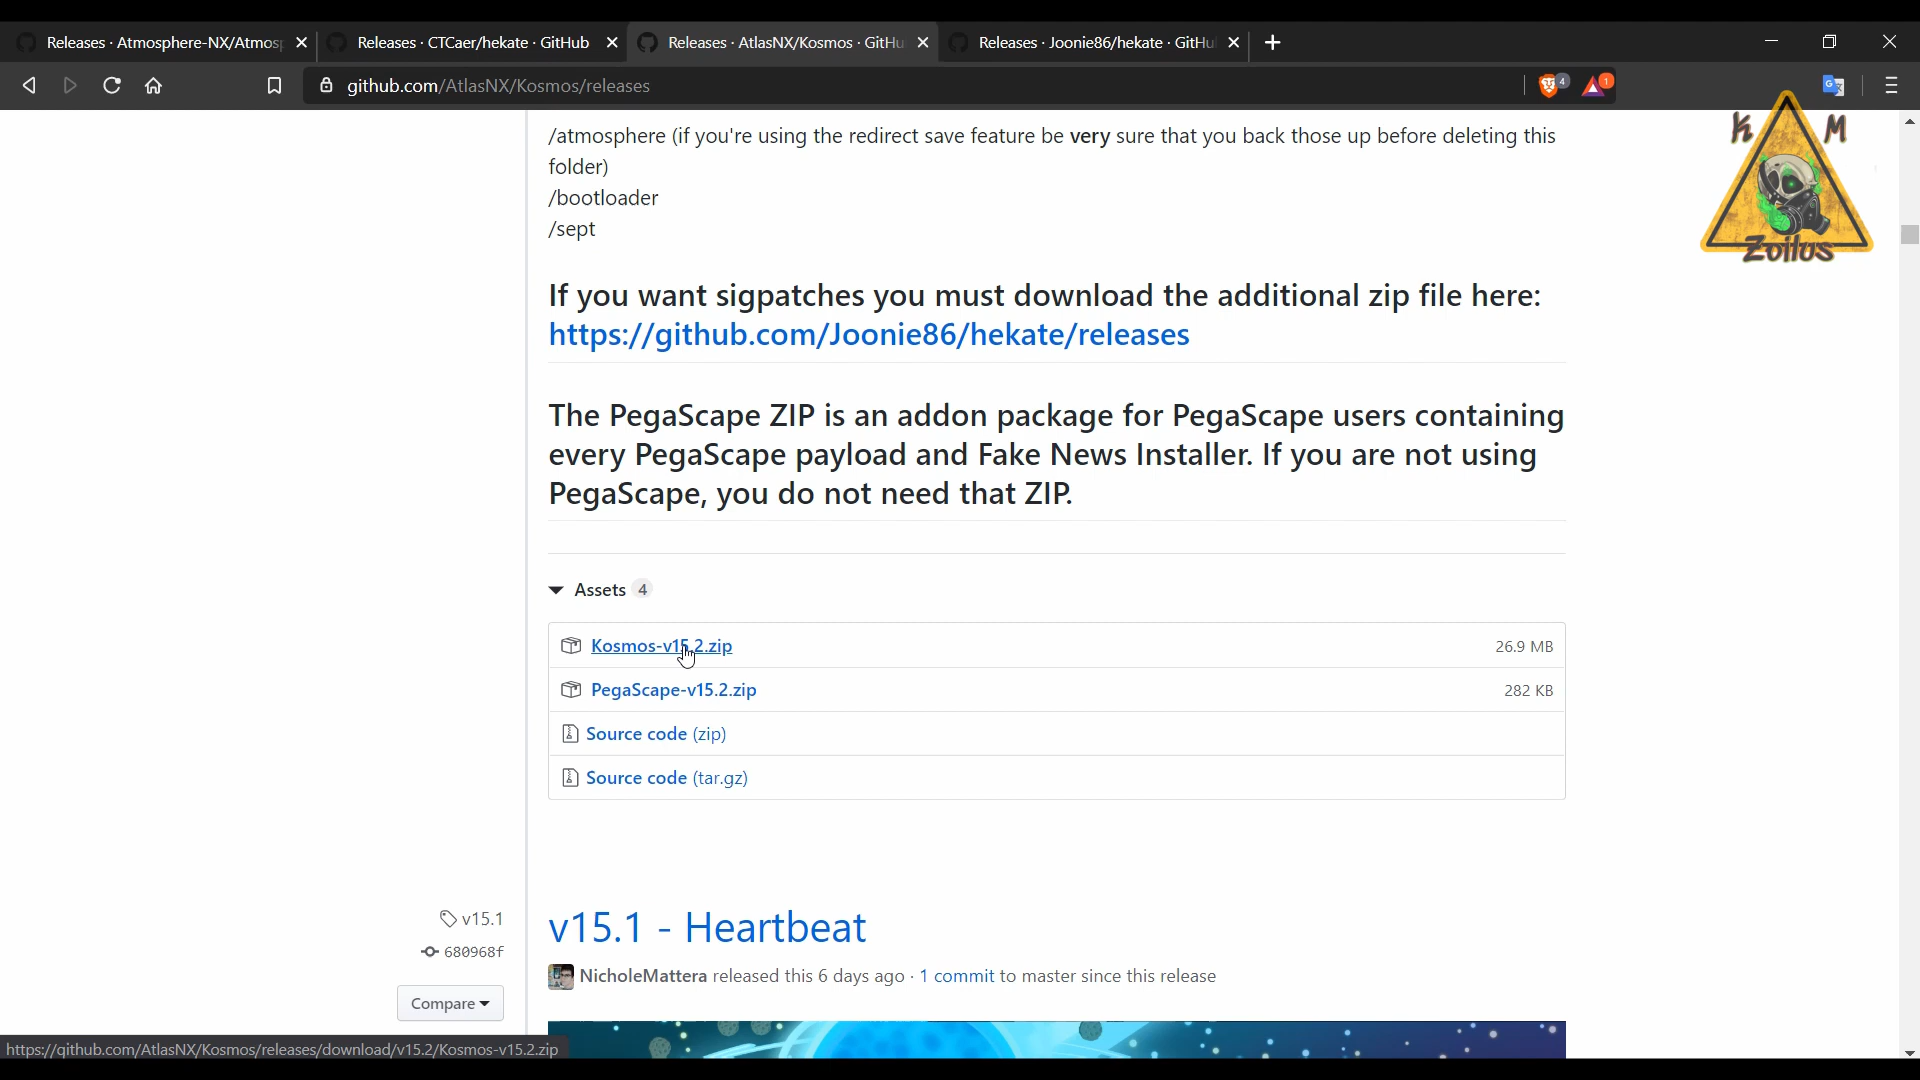 Releases · Atmosphere-NX/Atmosp
Releases · CTCaer/hekate · GitHub
Releases · AtlasNX/Kosmos · GitHu
Releases · Joonie86/hekate · GitHu
github.com/AtlasNX/Kosmos/releases
4
1
K M
Zoilus
/atmosphere (if you're using the redirect save feature be very sure that you back those up before deleting this
folder)
/bootloader
/sept
If you want sigpatches you must download the additional zip file here:
https://github.com/Joonie86/hekate/releases
The PegaScape ZIP is an addon package for PegaScape users containing
every PegaScape payload and Fake News Installer. If you are not using
PegaScape, you do not need that ZIP.
Assets 4
Kosmos-v15.2.zip 26.9 MB
PegaScape-v15.2.zip 282 KB
Source code (zip)
Source code (tar.gz)
v15.1
680968f
Compare
v15.1 - Heartbeat
NicholeMattera released this 6 days ago · 1 commit to master since this release
https://github.com/AtlasNX/Kosmos/releases/download/v15.2/Kosmos-v15.2.zip